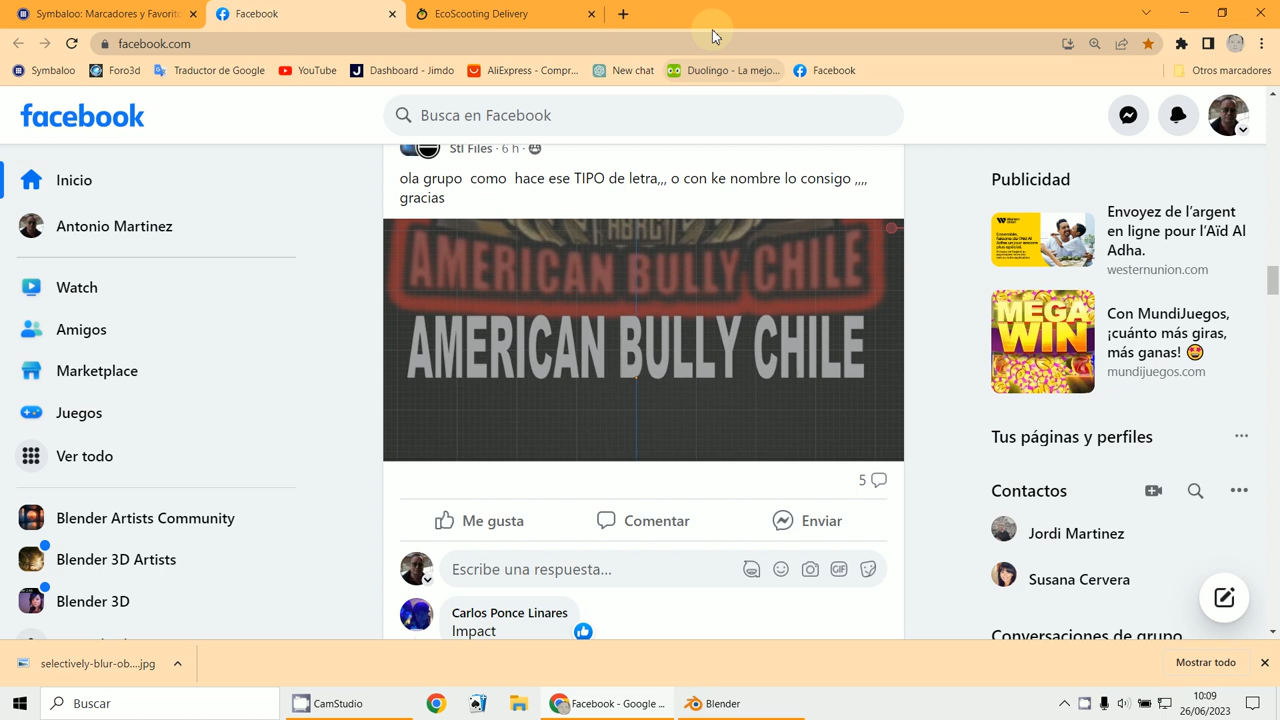 Symbaloo: Marcadores y Favorito
Facebook
EcoScooting Delivery
facebook.com
Symbaloo
Foro3d
Traductor de Google
YouTube
Dashboard - Jimdo
AliExpress - Compr...
New chat
Duolingo - La mejo...
Facebook
Otros marcadores
facebook
Busca en Facebook
Inicio
Antonio Martinez
Watch
Amigos
Marketplace
Juegos
Ver todo
Blender Artists Community
Blender 3D Artists
Blender 3D
Stl Files · 6 h ·
ola grupo como hace ese TIPO de letra,,, o con ke nombre lo consigo ,,,,
gracias
AMERICAN BULLY CHILE
AMERICAN BULLY CHILE
5
Me gusta
Comentar
Enviar
Escribe una respuesta...
GIF
Carlos Ponce Linares
Impact
Publicidad
Envoyez de l'argent
en ligne pour l'Aïd Al
Adha.
westernunion.com
MEGA
WIN
Con MundiJuegos,
¡cuánto más giras,
más ganas!
mundijuegos.com
Tus páginas y perfiles
Contactos
Jordi Martinez
Susana Cervera
Conversaciones de grupo
selectively-blur-ob....jpg
Mostrar todo
Buscar
CamStudio
Facebook - Google ...
Blender
10:09
26/06/2023